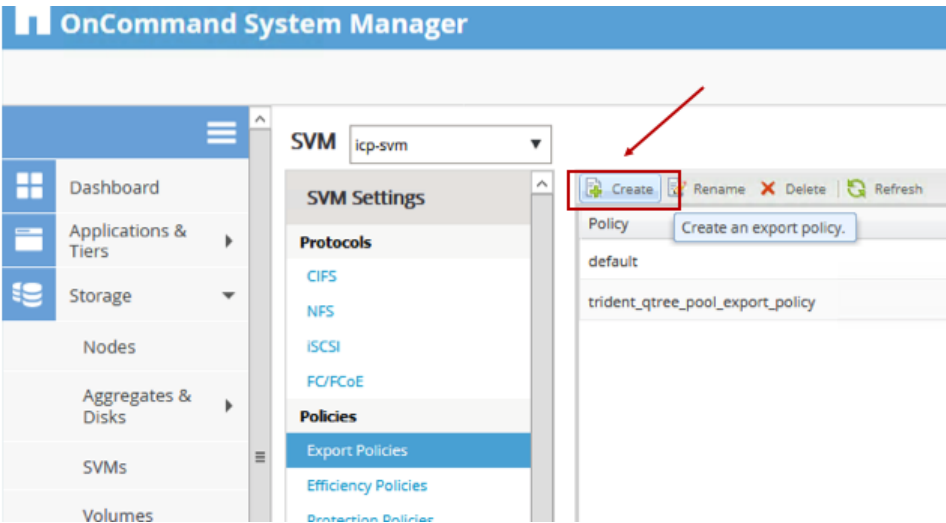 OnCommand System Manager
SVM icp-svm
Dashboard
Applications &
Tiers
Storage
Nodes
Aggregates &
Disks
SVMs
Volumes
SVM Settings
Protocols
CIFS
NFS
iSCSI
FC/FCoE
Policies
Export Policies
Efficiency Policies
Protection Policies
Create Rename Delete Refresh
Policy
Create an export policy.
default
trident_qtree_pool_export_policy